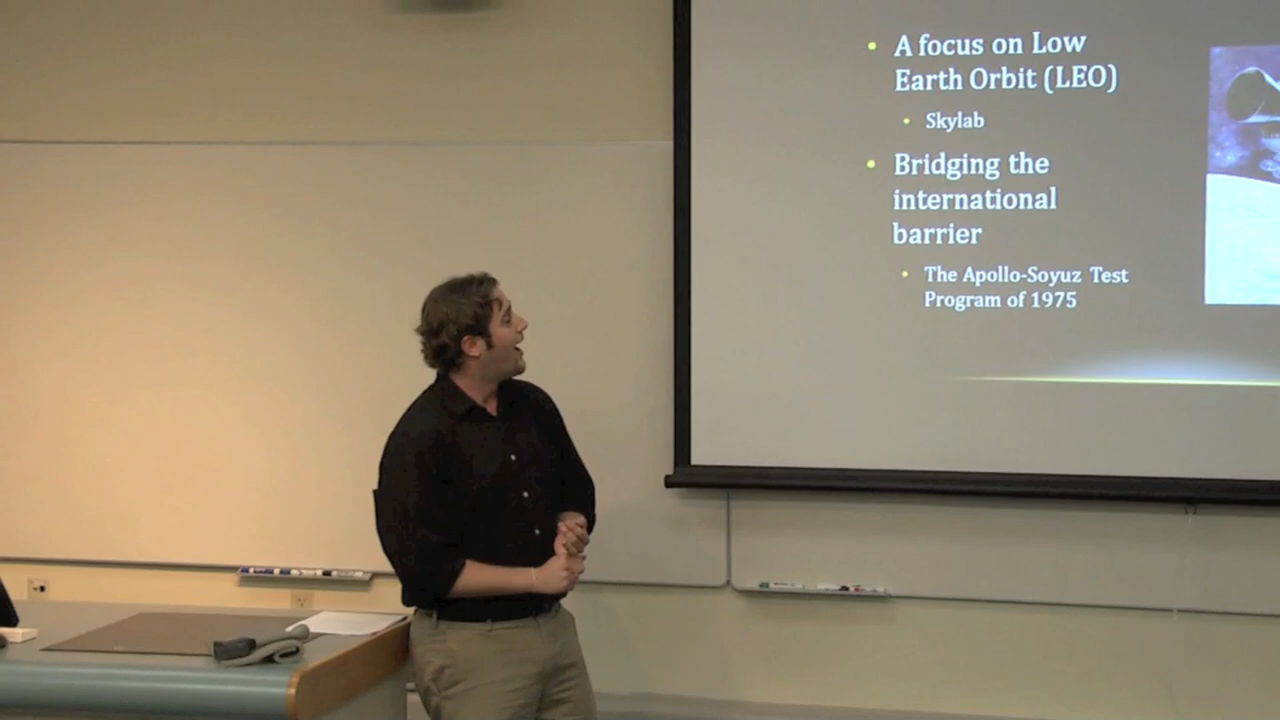 • A focus on Low
Earth Orbit (LEO)
• Skylab
• Bridging the
international
barrier
• The Apollo-Soyuz Test
Program of 1975